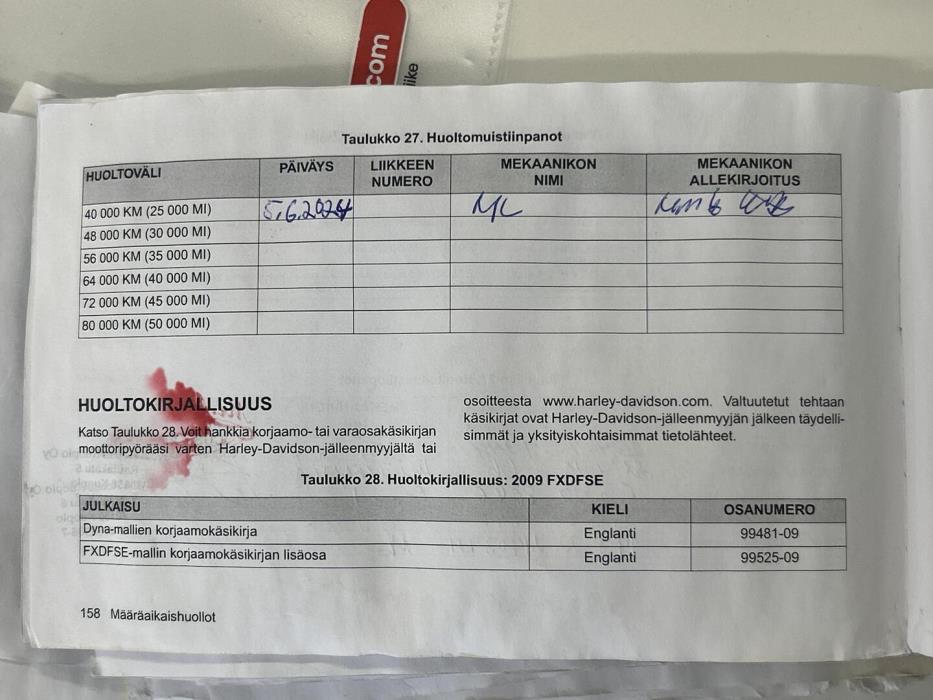 com
ike
Taulukko 27. Huoltomuistiinpanot
HUOLTOVÄLI PÄIVÄYS LIIKKEEN NUMERO MEKAANIKON NIMI MEKAANIKON ALLEKIRJOITUS
40 000 KM (25 000 MI) 5.6.2024
48 000 KM (30 000 MI)
56 000 KM (35 000 MI)
64 000 KM (40 000 MI)
72 000 KM (45 000 MI)
80 000 KM (50 000 MI)
HUOLTOKIRJALLISUUS
Katso Taulukko 28. Voit hankkia korjaamo- tai varaosakäsikirjan
moottoripyörääsi varten Harley-Davidson-jälleenmyyjältä tai
osoitteesta www.harley-davidson.com. Valtuutetut tehtaan
käsikirjat ovat Harley-Davidson-jälleenmyyjän jälkeen täydelli-
simmät ja yksityiskohtaisimmat tietolähteet.
Taulukko 28. Huoltokirjallisuus: 2009 FXDFSE
JULKAISU KIELI OSANUMERO
Dyna-mallien korjaamokäsikirja Englanti 99481-09
FXDFSE-mallin korjaamokäsikirjan lisäosa Englanti 99525-09
158 Määräaikaishuollot